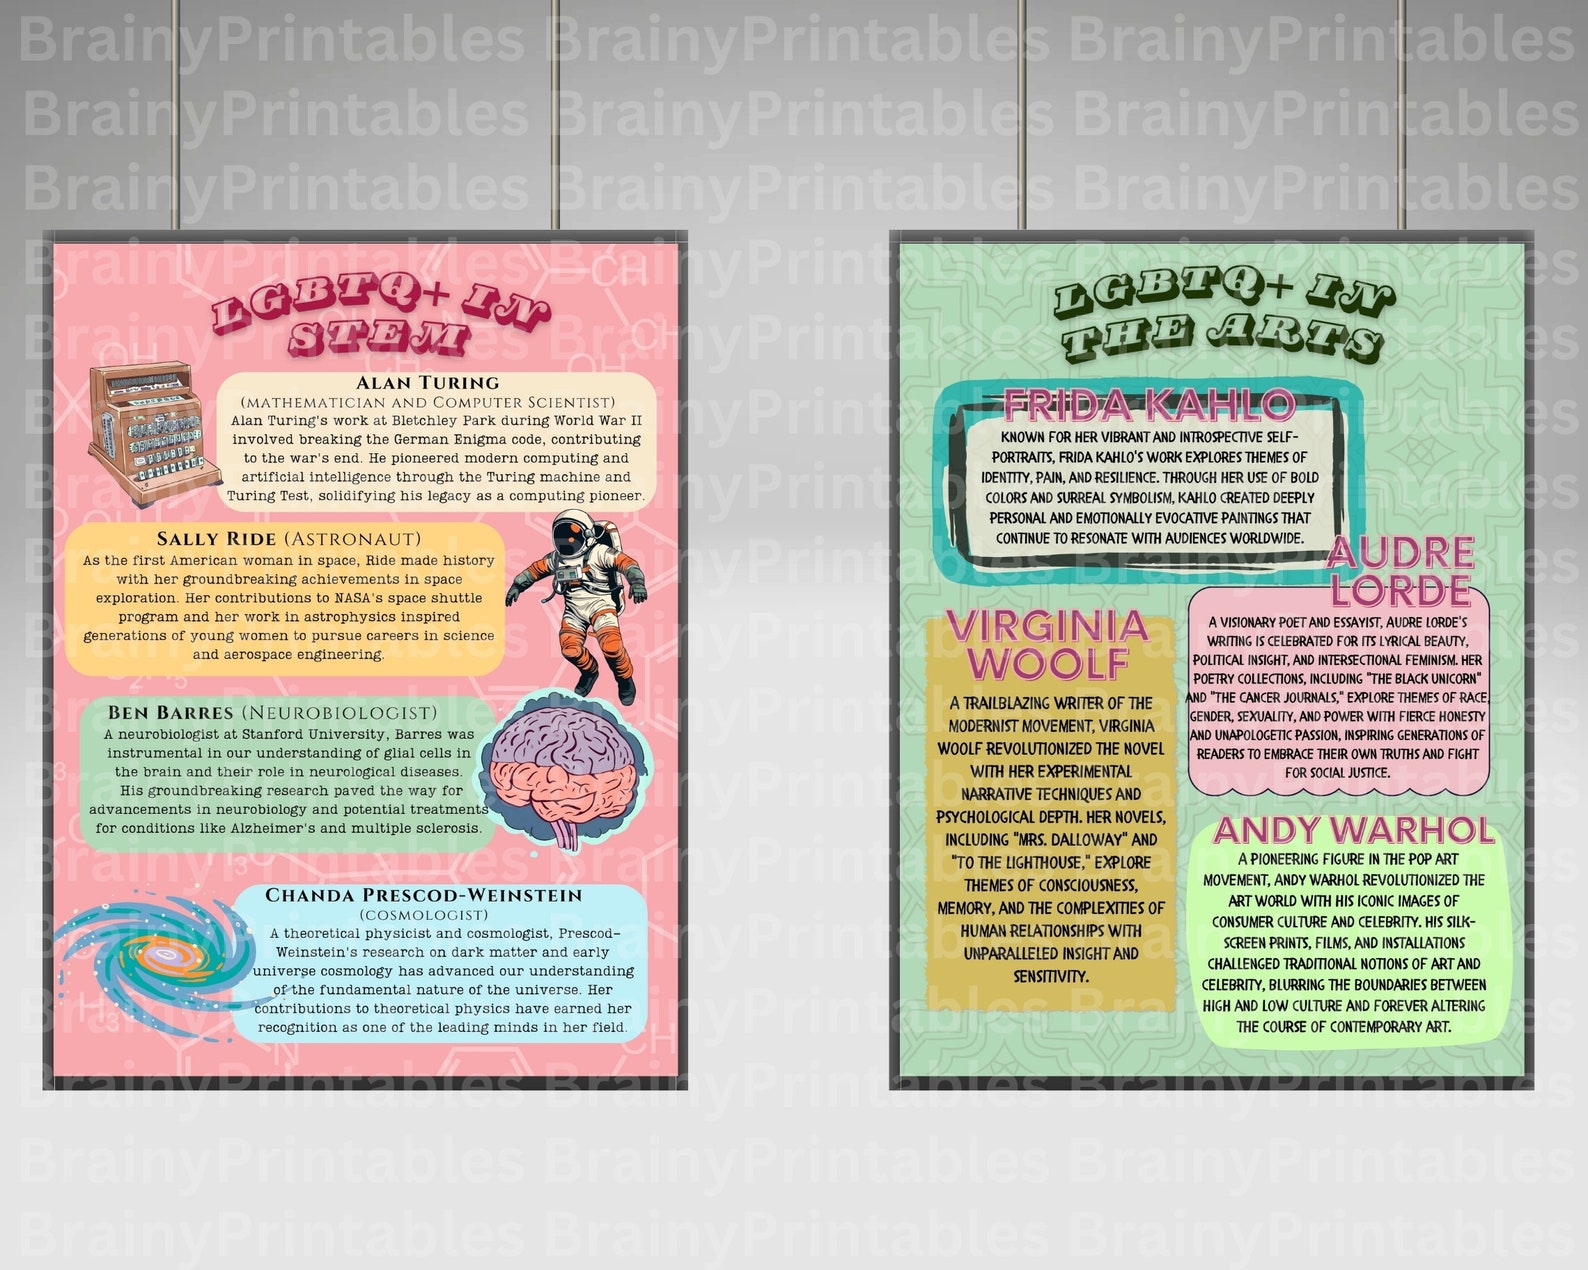 BrainyPrintables BrainyPrintables BrainyPrintables
BrainyPrintables BrainyPrintables BrainyPrintables
BrainyPrintables BrainyPrintables BrainyPrintables
LGBTQ+ IN
STEM
ALAN TURING
(MATHEMATICIAN AND COMPUTER SCIENTIST)
Alan Turing's work at Bletchley Park during World War II
involved breaking the German Enigma code, contributing
to the war's end. He pioneered modern computing and
artificial intelligence through the Turing machine and
Turing Test, solidifying his legacy as a computing pioneer.
SALLY RIDE (ASTRONAUT)
As the first American woman in space, Ride made history
with her groundbreaking achievements in space
exploration. Her contributions to NASA's space shuttle
program and her work in astrophysics inspired
generations of young women to pursue careers in science
and aerospace engineering.
BEN BARRES (NEUROBIOLOGIST)
A neurobiologist at Stanford University, Barres was
instrumental in our understanding of glial cells in
the brain and their role in neurological diseases.
His groundbreaking research paved the way for
advancements in neurobiology and potential treatments
for conditions like Alzheimer's and multiple sclerosis.
CHANDA PRESCOD-WEINSTEIN
(COSMOLOGIST)
A theoretical physicist and cosmologist, Prescod-
Weinstein's research on dark matter and early
universe cosmology has advanced our understanding
of the fundamental nature of the universe. Her
contributions to theoretical physics have earned her
recognition as one of the leading minds in her field.
LGBTQ+ IN
THE ARTS
FRIDA KAHLO
KNOWN FOR HER VIBRANT AND INTROSPECTIVE SELF-
PORTRAITS, FRIDA KAHLO'S WORK EXPLORES THEMES OF
IDENTITY, PAIN, AND RESILIENCE. THROUGH HER USE OF BOLD
COLORS AND SURREAL SYMBOLISM, KAHLO CREATED DEEPLY
PERSONAL AND EMOTIONALLY EVOCATIVE PAINTINGS THAT
CONTINUE TO RESONATE WITH AUDIENCES WORLDWIDE.
AUDRE
LORDE
A VISIONARY POET AND ESSAYIST, AUDRE LORDE'S
WRITING IS CELEBRATED FOR ITS LYRICAL BEAUTY,
POLITICAL INSIGHT, AND INTERSECTIONAL FEMINISM. HER
POETRY COLLECTIONS, INCLUDING "THE BLACK UNICORN"
AND "THE CANCER JOURNALS," EXPLORE THEMES OF RACE,
GENDER, SEXUALITY, AND POWER WITH FIERCE HONESTY
AND UNAPOLOGETIC PASSION, INSPIRING GENERATIONS OF
READERS TO EMBRACE THEIR OWN TRUTHS AND FIGHT
FOR SOCIAL JUSTICE.
VIRGINIA
WOOLF
A TRAILBLAZING WRITER OF THE
MODERNIST MOVEMENT, VIRGINIA
WOOLF REVOLUTIONIZED THE NOVEL
WITH HER EXPERIMENTAL
NARRATIVE TECHNIQUES AND
PSYCHOLOGICAL DEPTH. HER NOVELS,
INCLUDING "MRS. DALLOWAY" AND
"TO THE LIGHTHOUSE," EXPLORE
THEMES OF CONSCIOUSNESS,
MEMORY, AND THE COMPLEXITIES OF
HUMAN RELATIONSHIPS WITH
UNPARALLELED INSIGHT AND
SENSITIVITY.
ANDY WARHOL
A PIONEERING FIGURE IN THE POP ART
MOVEMENT, ANDY WARHOL REVOLUTIONIZED THE
ART WORLD WITH HIS ICONIC IMAGES OF
CONSUMER CULTURE AND CELEBRITY. HIS SILK-
SCREEN PRINTS, FILMS, AND INSTALLATIONS
CHALLENGED TRADITIONAL NOTIONS OF ART AND
CELEBRITY, BLURRING THE BOUNDARIES BETWEEN
HIGH AND LOW CULTURE AND FOREVER ALTERING
THE COURSE OF CONTEMPORARY ART.
BrainyPrintables BrainyPrintables BrainyPrintables
BrainyPrintables BrainyPrintables BrainyPrintables